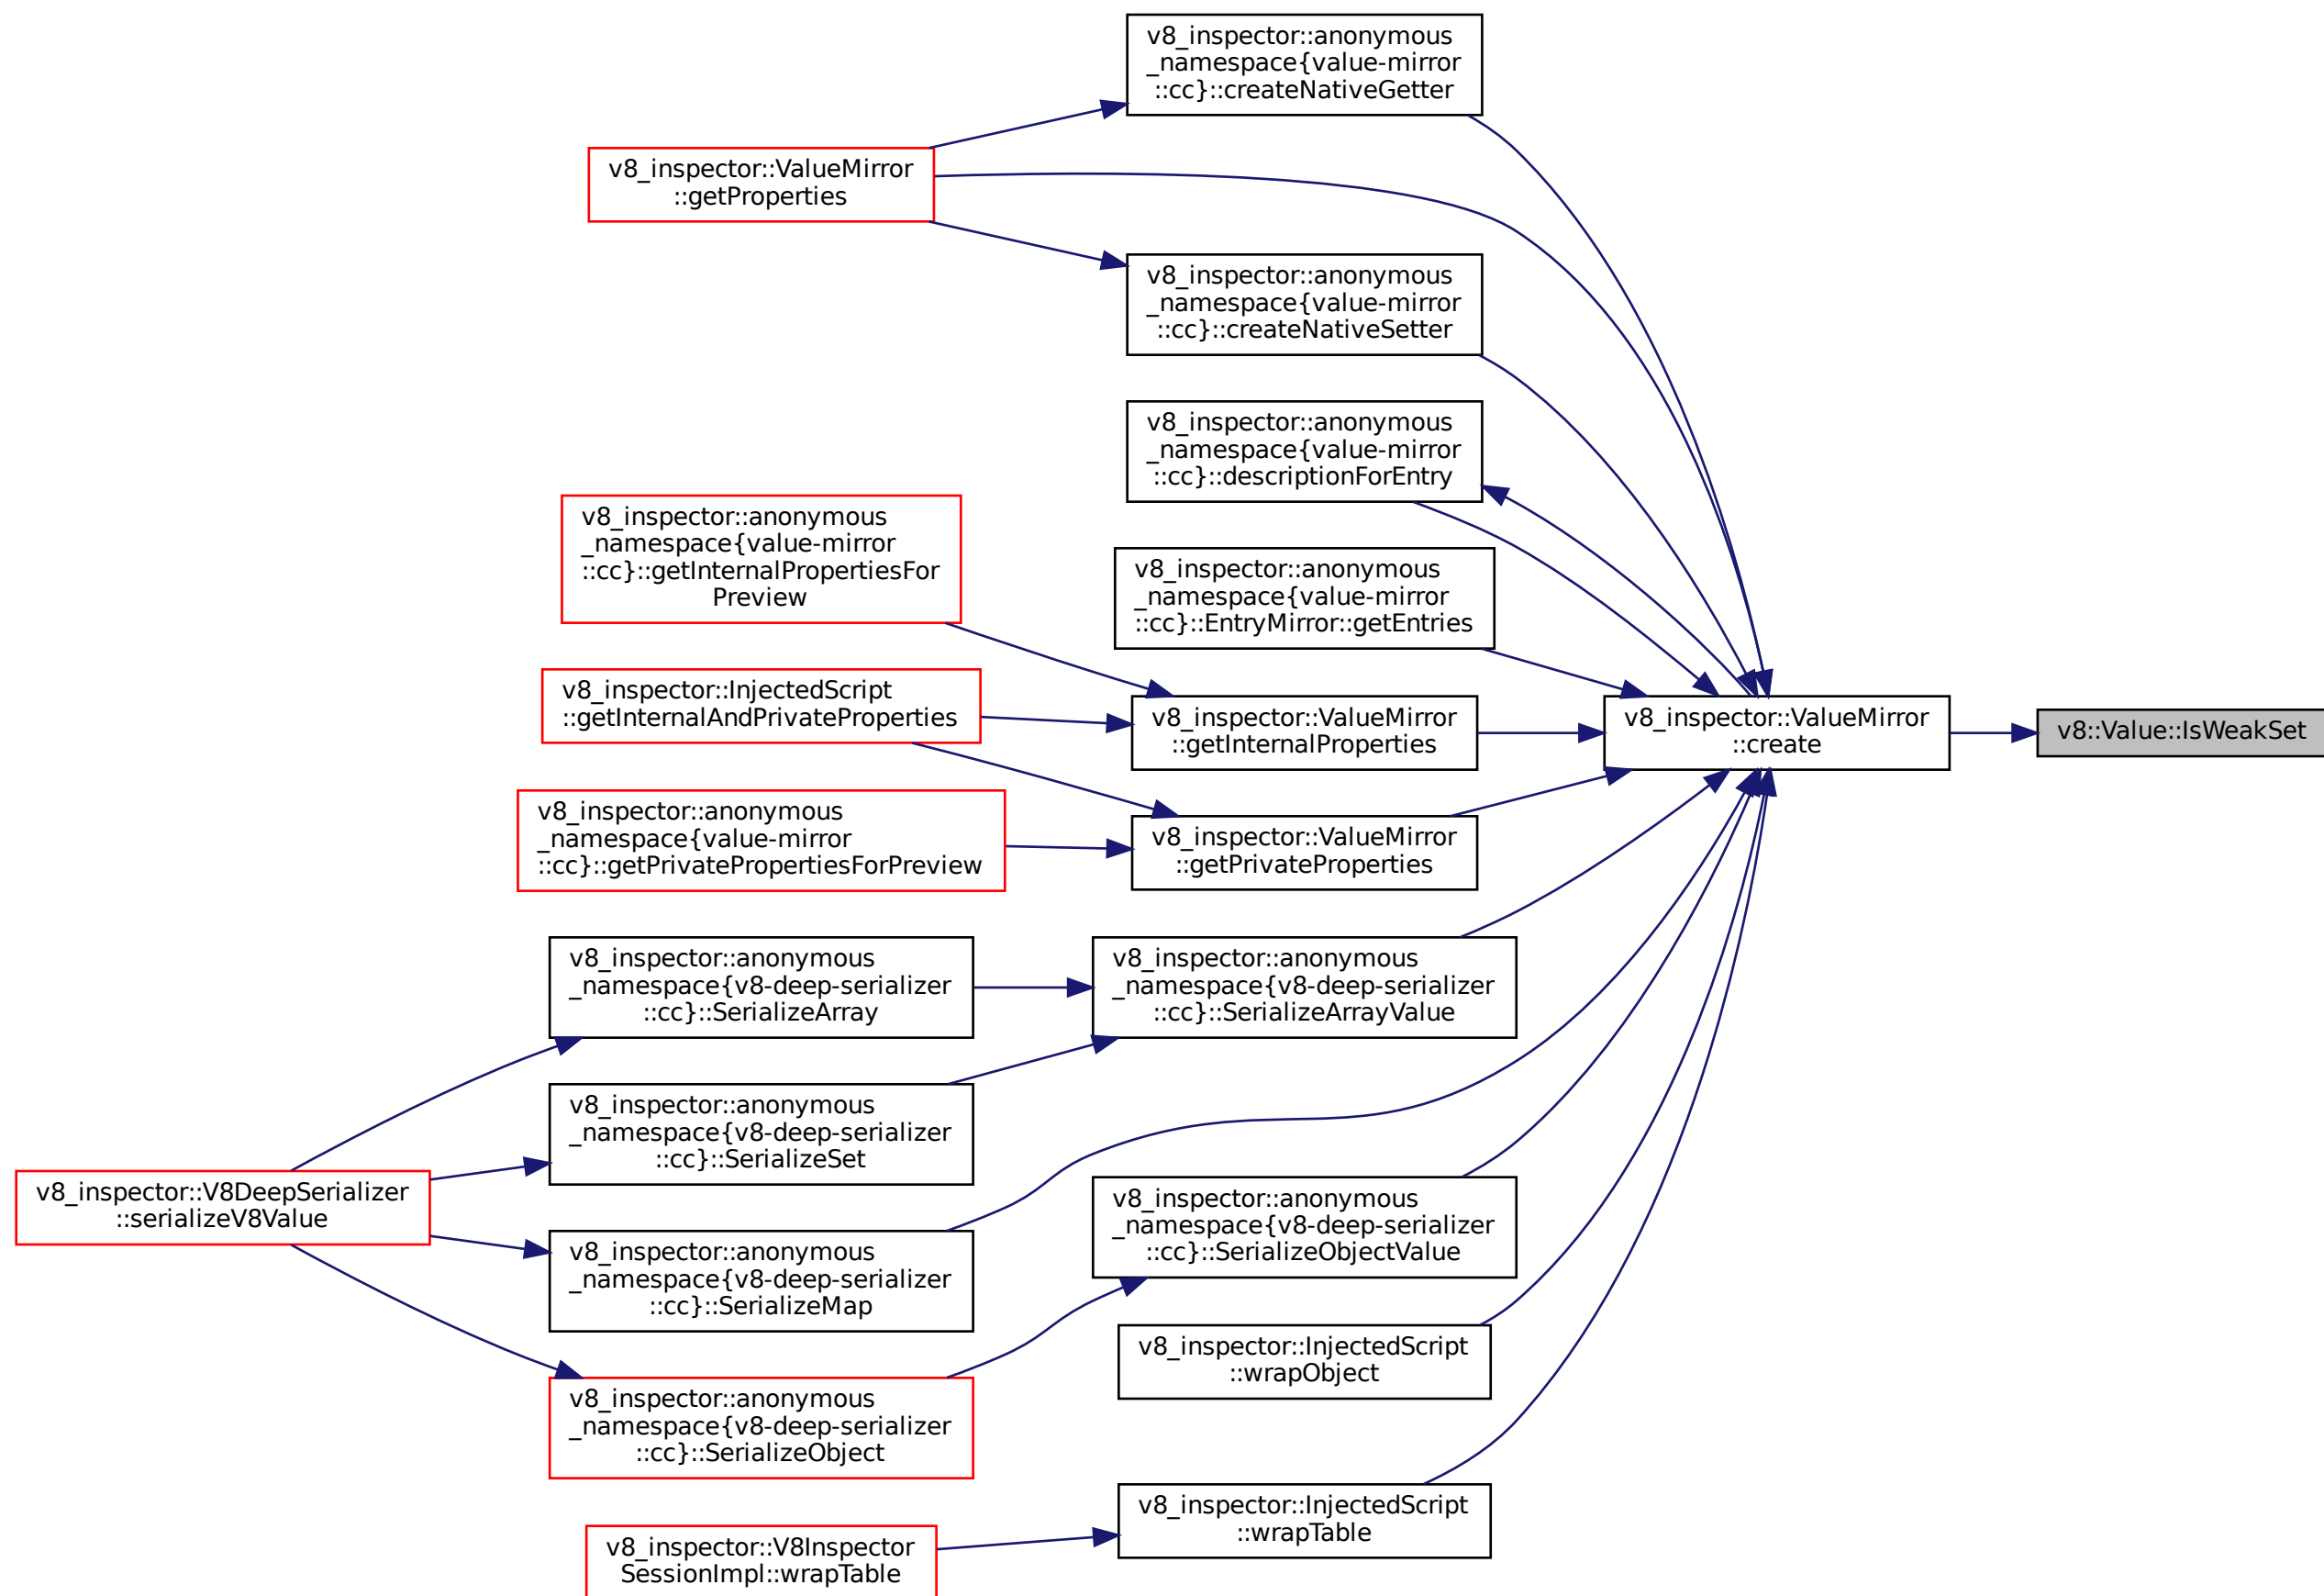 v8_inspector::anonymous
_namespace{value-mirror
::cc}::createNativeGetter
v8_inspector::ValueMirror
::getProperties
v8_inspector::anonymous
_namespace{value-mirror
::cc}::createNativeSetter
v8_inspector::anonymous
_namespace{value-mirror
::cc}::descriptionForEntry
v8_inspector::anonymous
_namespace{value-mirror
::cc}::getInternalPropertiesFor
Preview
v8_inspector::anonymous
_namespace{value-mirror
::cc}::EntryMirror::getEntries
v8_inspector::InjectedScript
::getInternalAndPrivateProperties
v8_inspector::ValueMirror
::getInternalProperties
v8_inspector::ValueMirror
::create
v8::Value::IsWeakSet
v8_inspector::anonymous
_namespace{value-mirror
::cc}::getPrivatePropertiesForPreview
v8_inspector::ValueMirror
::getPrivateProperties
v8_inspector::anonymous
_namespace{v8-deep-serializer
::cc}::SerializeArray
v8_inspector::anonymous
_namespace{v8-deep-serializer
::cc}::SerializeArrayValue
v8_inspector::anonymous
_namespace{v8-deep-serializer
::cc}::SerializeSet
v8_inspector::V8DeepSerializer
::serializeV8Value
v8_inspector::anonymous
_namespace{v8-deep-serializer
::cc}::SerializeObjectValue
v8_inspector::anonymous
_namespace{v8-deep-serializer
::cc}::SerializeMap
v8_inspector::InjectedScript
::wrapObject
v8_inspector::anonymous
_namespace{v8-deep-serializer
::cc}::SerializeObject
v8_inspector::InjectedScript
::wrapTable
v8_inspector::V8Inspector
SessionImpl::wrapTable